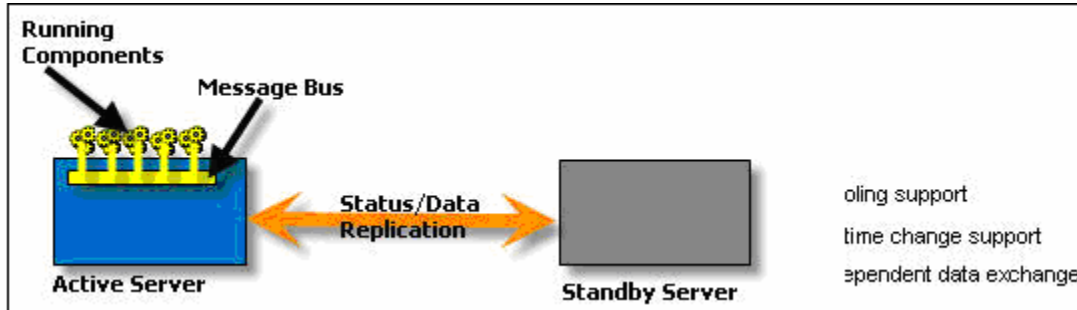 Running
Components
Message Bus
Status/Data
Replication
Active Server
Standby Server
oling support
time change support
ependent data exchange